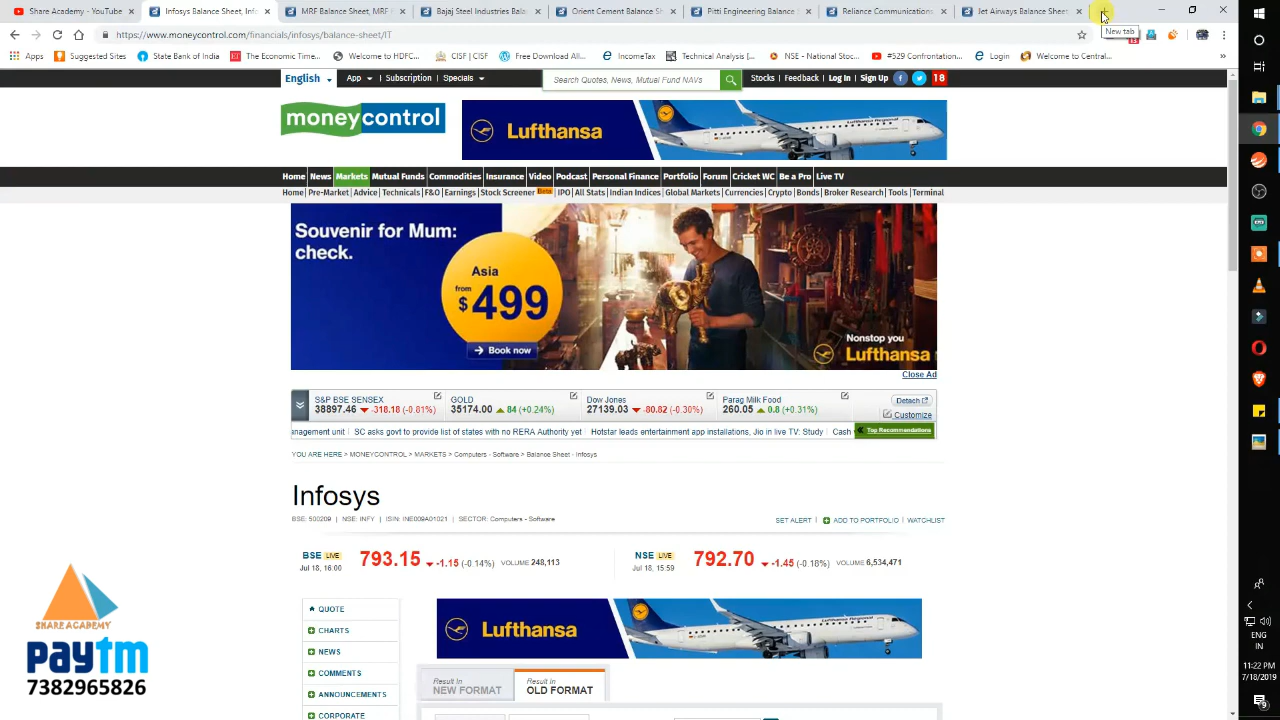 Share Academy - YouTube
Infosys Balance Sheet, Inf
MRF Balance Sheet, MRF
Bajaj Steel Industries Bala
Orient Cement Balance Sh
Pitti Engineering Balance
Reliance Communications
Jet Airways Balance Sheet
New tab
https://www.moneycontrol.com/financials/infosys/balance-sheet/IT
Apps
Suggested Sites
State Bank of India
The Economic Time...
Welcome to HDFC...
CISF | CISF
Free Download All...
IncomeTax
Technical Analysis [...
NSE - National Stoc...
#529 Confrontation...
Login
Welcome to Central...
English App Subscription Specials
Search Quotes, News, Mutual Fund NAVs
Stocks Feedback Log In Sign Up 18
moneycontrol
Lufthansa
Lufthansa Regional
Home News Markets Mutual Funds Commodities Insurance Video Podcast Personal Finance Portfolio Forum Cricket WC Be a Pro Live TV
Home Pre-Market Advice Technicals F&O Earnings Stock Screener Beta IPO All Stats Indian Indices Global Markets Currencies Crypto Bonds Broker Research Tools Terminal
Souvenir for Mum:
check.
Asia
from
$499
Book now
Nonstop you
Lufthansa
Close Ad
S&P BSE SENSEX
38897.46 -318.18 (-0.81%)
GOLD
35174.00 84 (+0.24%)
Dow Jones
27139.03 -80.82 (-0.30%)
Parag Milk Food
260.05 0.8 (+0.31%)
Detach
Customize
anagement unit | SC asks govt to provide list of states with no RERA Authority yet | Hotstar leads entertainment app installations, Jio in live TV: Study | Cash
Top Recommendations
YOU ARE HERE > MONEYCONTROL > MARKETS > Computers - Software > Balance Sheet - Infosys
Infosys
BSE: 500209 | NSE: INFY | ISIN: INE009A01021 | SECTOR: Computers - Software
SET ALERT | ADD TO PORTFOLIO | WATCHLIST
BSE LIVE
Jul 18, 16:00
793.15 -1.15 (-0.14%) VOLUME 248,113
NSE LIVE
Jul 18, 15:59
792.70 -1.45 (-0.18%) VOLUME 6,534,471
QUOTE
CHARTS
NEWS
COMMENTS
ANNOUNCEMENTS
CORPORATE
Lufthansa
Result in
NEW FORMAT
Result in
OLD FORMAT
SHARE ACADEMY
paytm
7382965826
ENG
IN
11:22 PM
7/18/2019